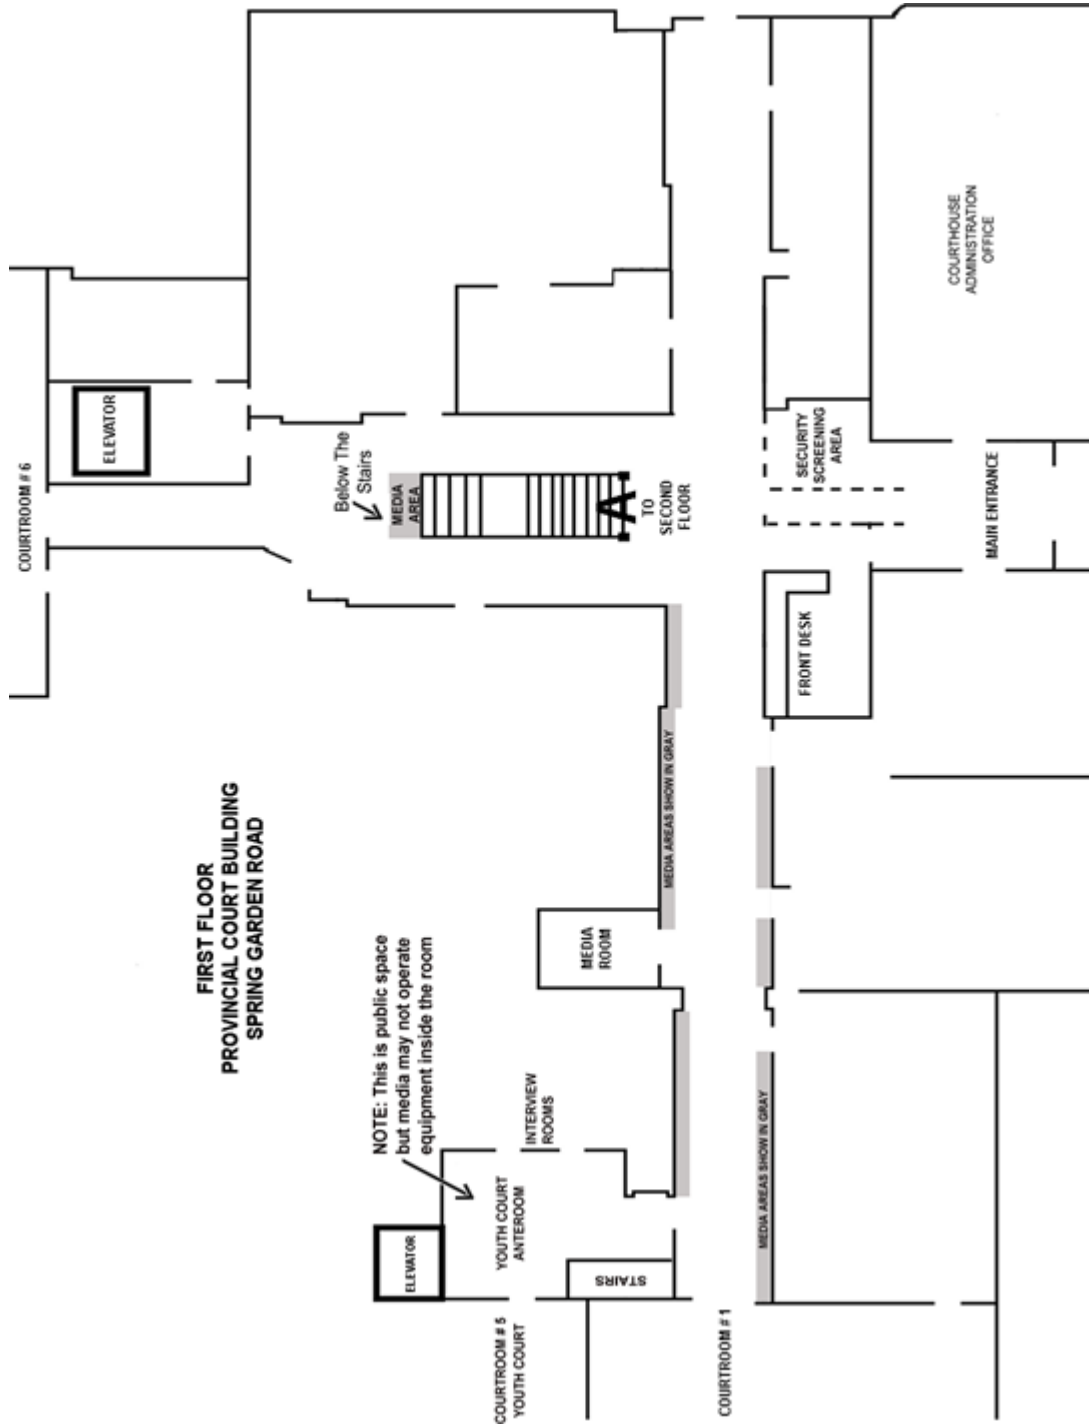 FIRST FLOOR
PROVINCIAL COURT BUILDING
SPRING GARDEN ROAD
COURTROOM # 6
ELEVATOR
Below The
Stairs
MEDIA
AREA
A
TO
SECOND
FLOOR
SECURITY
SCREENING
AREA
COURTHOUSE
ADMINISTRATION
OFFICE
MAIN ENTRANCE
FRONT DESK
MEDIA AREAS SHOW IN GRAY
MEDIA
ROOM
NOTE: This is public space
but media may not operate
equipment inside the room
INTERVIEW
ROOMS
YOUTH COURT
ANTEROOM
ELEVATOR
STAIRS
MEDIA AREAS SHOW IN GRAY
COURTROOM # 5
YOUTH COURT
COURTROOM # 1